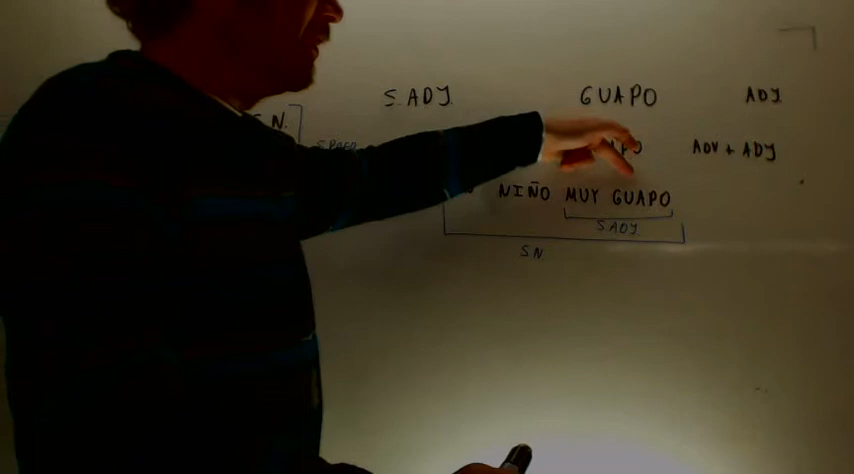 S. ADJ. GUAPO ADJ
S.N.
ADV + ADJ
NIÑO MUY GUAPO
S.ADJ.
SN